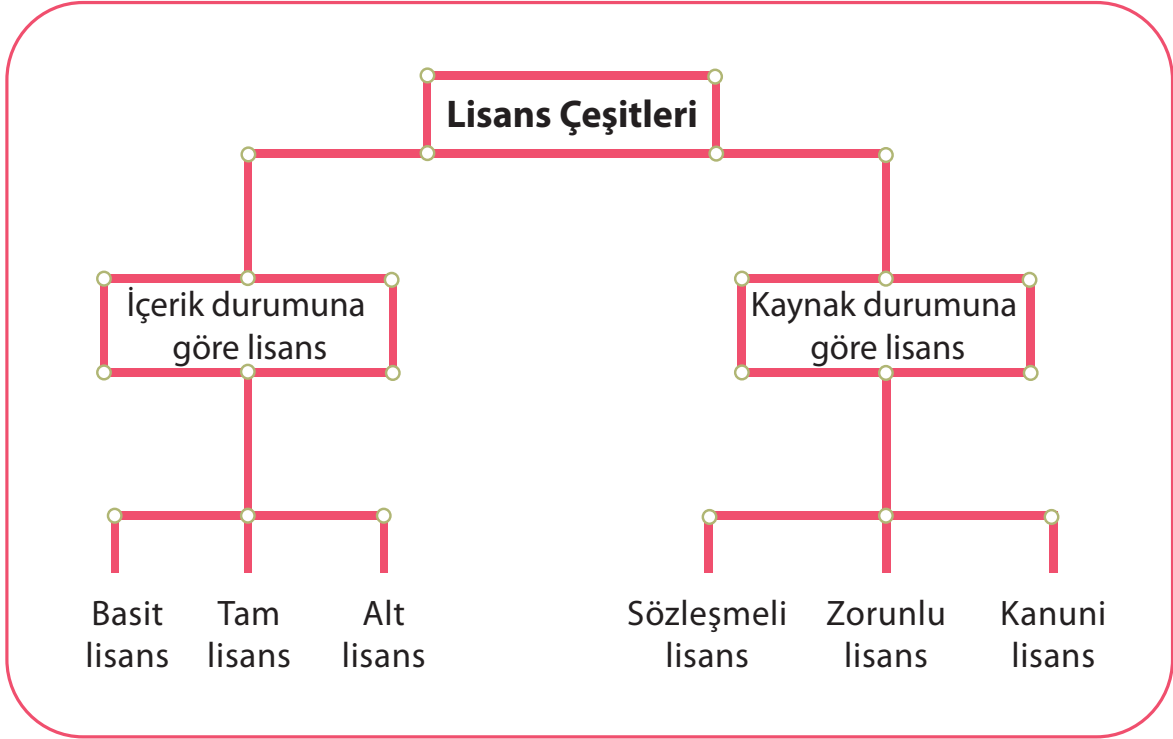 Lisans Çeşitleri
İçerik durumuna
göre lisans
Kaynak durumuna
göre lisans
Basit
lisans
Tam
lisans
Alt
lisans
Sözleşmeli
lisans
Zorunlu
lisans
Kanuni
lisans